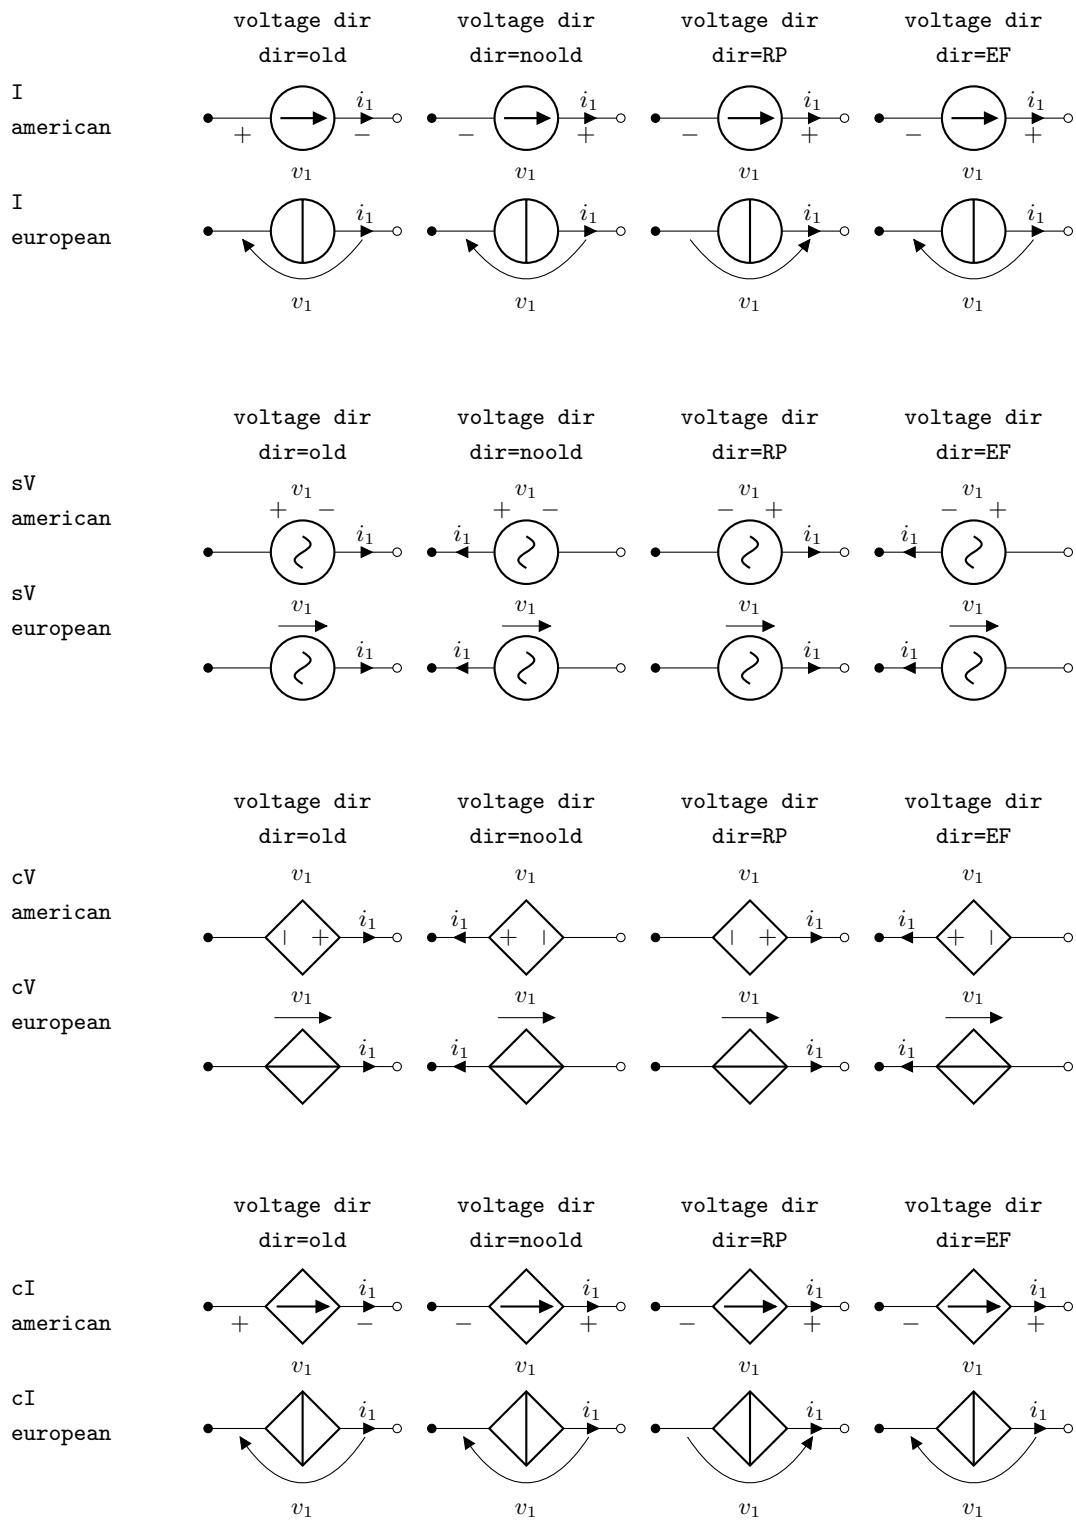 voltage dir voltage dir voltage dir voltage dir
dir=old dir=noold dir=RP dir=EF
I
american
i₁ i₁ i₁ i₁
+ − − + − + − +
v₁ v₁ v₁ v₁
I
european
i₁ i₁ i₁ i₁
v₁ v₁ v₁ v₁
voltage dir voltage dir voltage dir voltage dir
dir=old dir=noold dir=RP dir=EF
sV
american
v₁ v₁ v₁ v₁
+ − + − − + − +
i₁ i₁ i₁ i₁
sV
european
v₁ v₁ v₁ v₁
i₁ i₁ i₁ i₁
voltage dir voltage dir voltage dir voltage dir
dir=old dir=noold dir=RP dir=EF
cV
american
v₁ v₁ v₁ v₁
i₁ i₁ i₁ i₁
− + + − − + + −
cV
european
v₁ v₁ v₁ v₁
i₁ i₁ i₁ i₁
voltage dir voltage dir voltage dir voltage dir
dir=old dir=noold dir=RP dir=EF
cI
american
i₁ i₁ i₁ i₁
+ − − + − + − +
v₁ v₁ v₁ v₁
cI
european
i₁ i₁ i₁ i₁
v₁ v₁ v₁ v₁